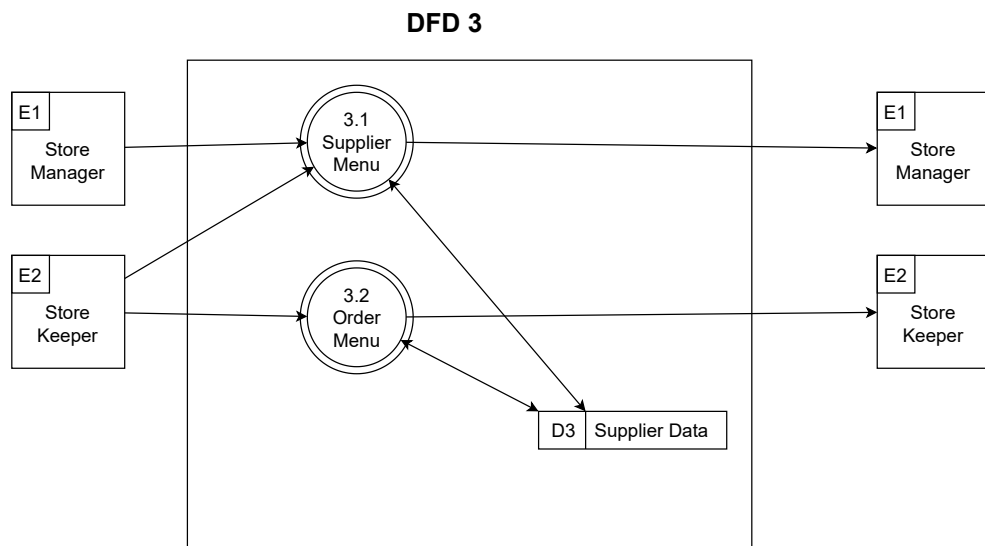 DFD 3
E1
Store
Manager
3.1
Supplier
Menu
E1
Store
Manager
E2
Store
Keeper
3.2
Order
Menu
E2
Store
Keeper
D3 Supplier Data